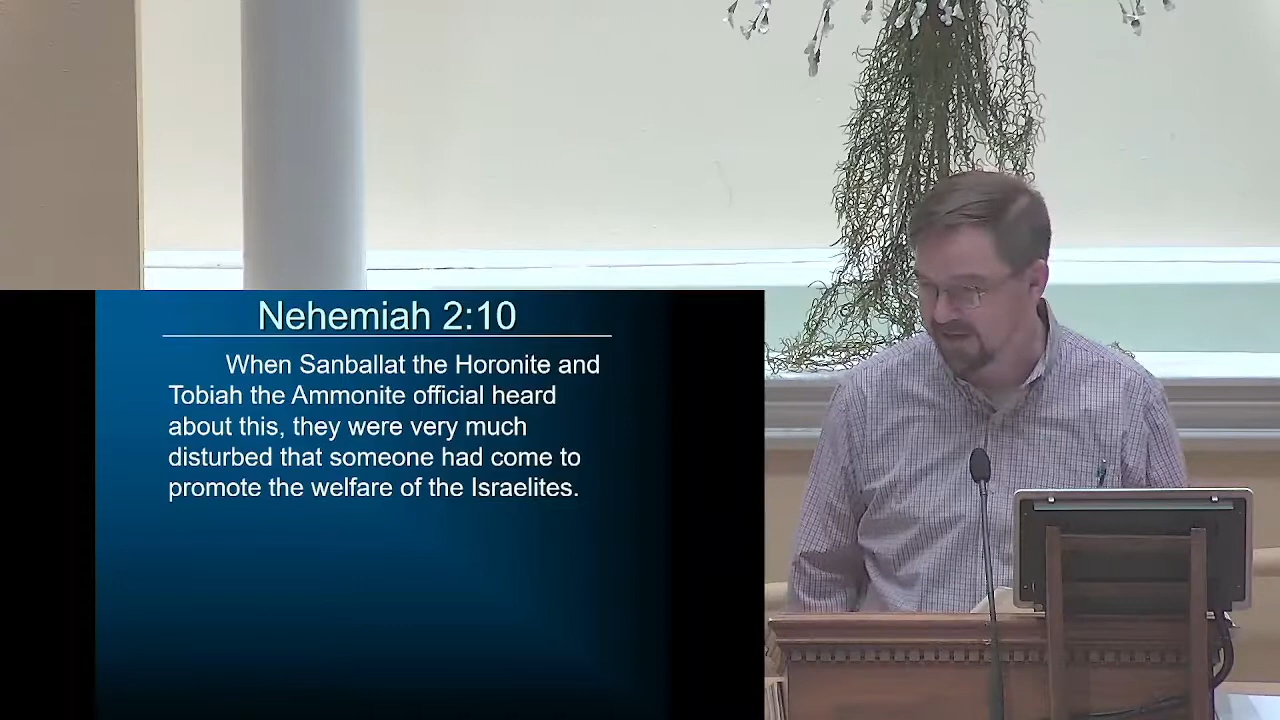 Nehemiah 2:10
When Sanballat the Horonite and
Tobiah the Ammonite official heard
about this, they were very much
disturbed that someone had come to
promote the welfare of the Israelites.